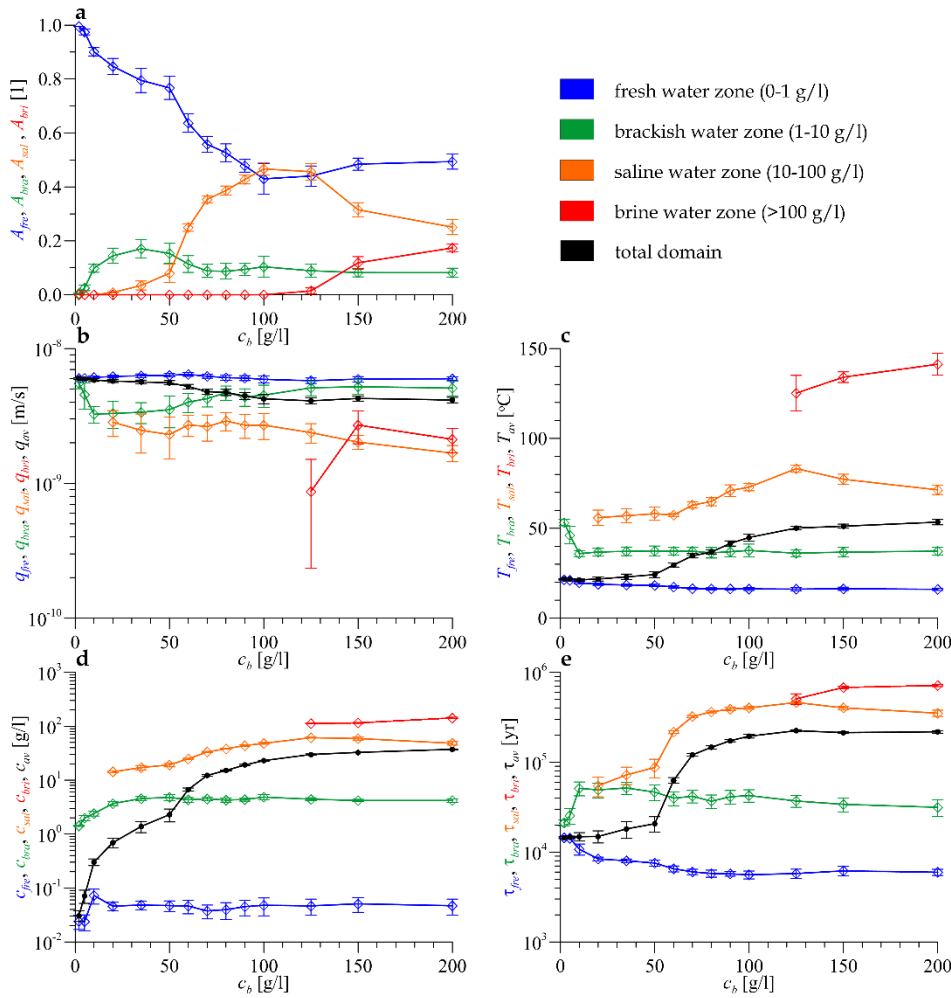 a
1.0
0.8
0.6
0.4
0.2
0.0
A_fre, A_bra, A_sal, A_bri [1]
0 50 100 150 200
c_b [g/l]
fresh water zone (0-1 g/l)
brackish water zone (1-10 g/l)
saline water zone (10-100 g/l)
brine water zone (>100 g/l)
total domain
b
10^-8
10^-9
10^-10
q_fre, q_bra, q_sal, q_bri, q_av [m/s]
0 50 100 150 200
c_b [g/l]
c
150
100
50
0
T_fre, T_bra, T_sal, T_bri, T_av [°C]
0 50 100 150 200
c_b [g/l]
d
10^3
10^2
10^1
10^0
10^-1
10^-2
c_fre, c_bra, c_sal, c_bri, c_av [g/l]
0 50 100 150 200
c_b [g/l]
e
10^6
10^5
10^4
10^3
τ_fre, τ_bra, τ_sal, τ_bri, τ_av [yr]
0 50 100 150 200
c_b [g/l]